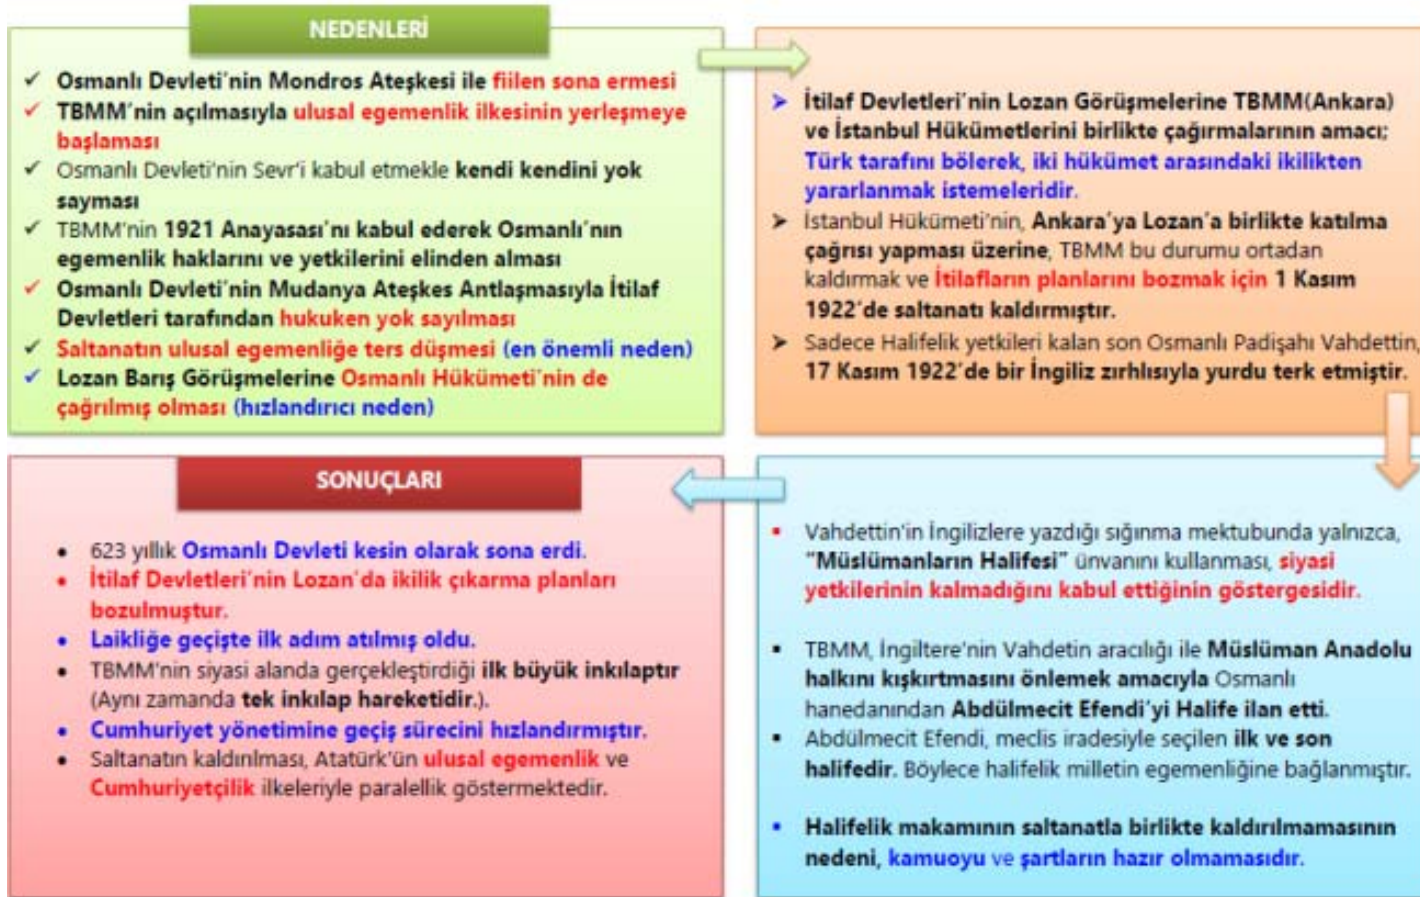 NEDENLERİ
Osmanlı Devleti'nin Mondros Ateşkesi ile fiilen sona ermesi
TBMM'nin açılmasıyla ulusal egemenlik ilkesinin yerleşmeye
başlaması
Osmanlı Devleti'nin Sevr'i kabul etmekle kendi kendini yok
sayması
TBMM'nin 1921 Anayasası'nı kabul ederek Osmanlı'nın
egemenlik haklarını ve yetkilerini elinden alması
Osmanlı Devleti'nin Mudanya Ateşkes Antlaşmasıyla İtilaf
Devletleri tarafından hukuken yok sayılması
Saltanatın ulusal egemenliğe ters düşmesi (en önemli neden)
Lozan Barış Görüşmelerine Osmanlı Hükümeti'nin de
çağrılmış olması (hızlandırıcı neden)
İtilaf Devletleri'nin Lozan Görüşmelerine TBMM(Ankara)
ve İstanbul Hükümetlerini birlikte çağırmalarının amacı;
Türk tarafını bölerek, iki hükümet arasındaki ikilikten
yararlanmak istemeleridir.
İstanbul Hükümeti'nin, Ankara'ya Lozan'a birlikte katılma
çağrısı yapması üzerine, TBMM bu durumu ortadan
kaldırmak ve İtilafların planlarını bozmak için 1 Kasım
1922'de saltanatı kaldırmıştır.
Sadece Halifelik yetkileri kalan son Osmanlı Padişahı Vahdettin,
17 Kasım 1922'de bir İngiliz zırhlısıyla yurdu terk etmiştir.
Vahdettin'in İngilizlere yazdığı sığınma mektubunda yalnızca,
"Müslümanların Halifesi" ünvanını kullanması, siyasi
yetkilerinin kalmadığını kabul ettiğinin göstergesidir.
TBMM, İngiltere'nin Vahdetin aracılığı ile Müslüman Anadolu
halkını kışkırtmasını önlemek amacıyla Osmanlı
hanedanından Abdülmecit Efendi'yi Halife ilan etti.
Abdülmecit Efendi, meclis iradesiyle seçilen ilk ve son
halifedir. Böylece halifelik milletin egemenliğine bağlanmıştır.
Halifelik makamının saltanatla birlikte kaldırılmamasının
nedeni, kamuoyu ve şartların hazır olmamasıdır.
SONUÇLARI
623 yıllık Osmanlı Devleti kesin olarak sona erdi.
İtilaf Devletleri'nin Lozan'da ikilik çıkarma planları
bozulmuştur.
Laikliğe geçişte ilk adım atılmış oldu.
TBMM'nin siyasi alanda gerçekleştirdiği ilk büyük inkılaptır
(Aynı zamanda tek inkılap hareketidir.).
Cumhuriyet yönetimine geçiş sürecini hızlandırmıştır.
Saltanatın kaldırılması, Atatürk'ün ulusal egemenlik ve
Cumhuriyetçilik ilkeleriyle paralellik göstermektedir.